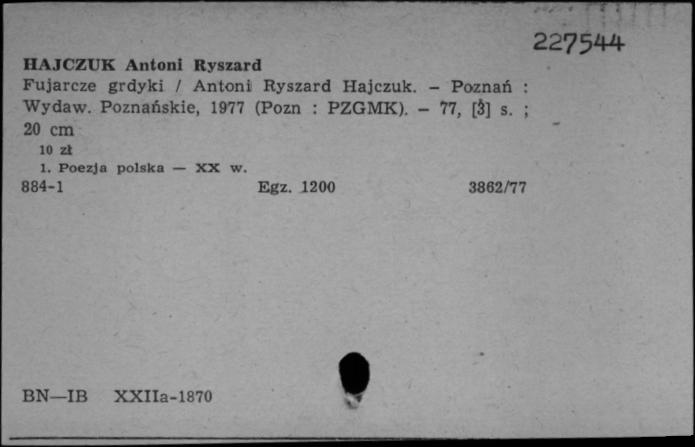 227544
HAJCZUK Antoni Ryszard
Fujarcze grdyki / Antoni Ryszard Hajczuk. – Poznań :
Wydaw. Poznańskie, 1977 (Pozn : PZGMK). – 77, [3] s. ;
20 cm
10 zł
1. Poezja polska — XX w.
884-1 Egz. 1200 3862/77
BN—IB XXIIa-1870